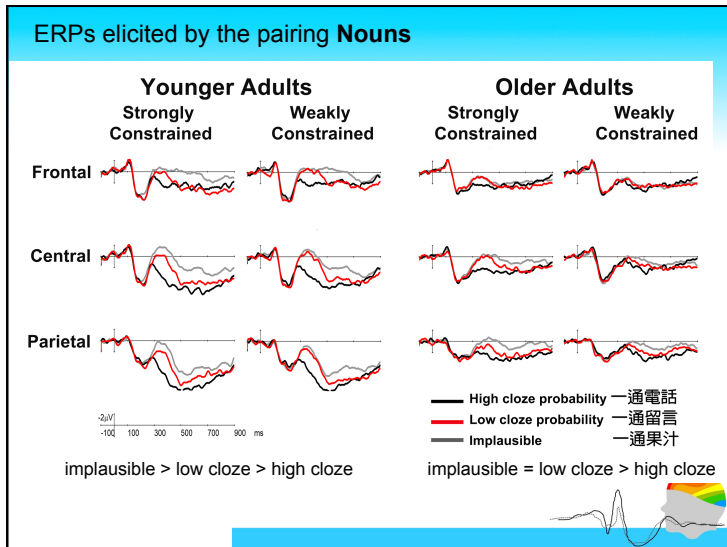 ERPs elicited by the pairing Nouns
Younger Adults
Older Adults
Strongly Constrained
Weakly Constrained
Strongly Constrained
Weakly Constrained
Frontal
Central
Parietal
-2μV
-100 100 300 500 700 900 ms
High cloze probability 一通電話
Low cloze probability 一通留言
Implausible 一通果汁
implausible > low cloze > high cloze
implausible = low cloze > high cloze